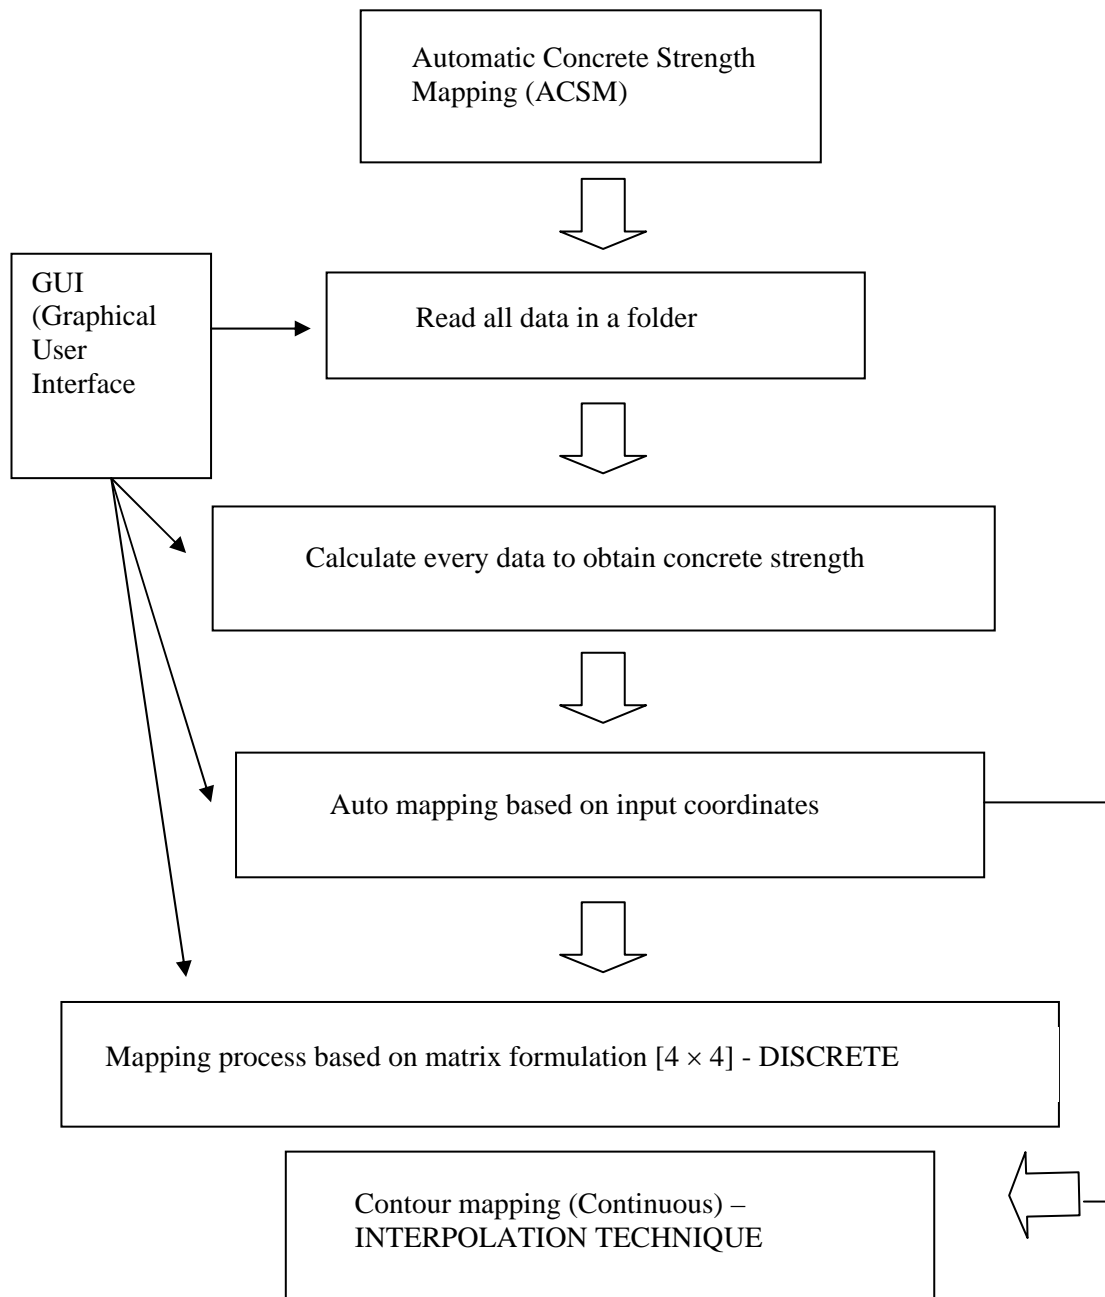 Automatic Concrete Strength
Mapping (ACSM)
GUI
(Graphical
User
Interface
Read all data in a folder
Calculate every data to obtain concrete strength
Auto mapping based on input coordinates
Mapping process based on matrix formulation [4 × 4] - DISCRETE
Contour mapping (Continuous) –
INTERPOLATION TECHNIQUE